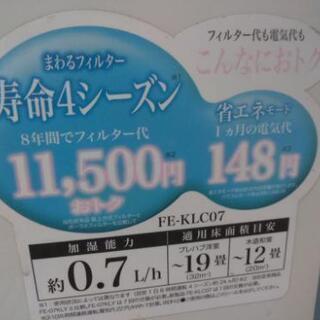 フィルター代も電気代も
こんなにおトク
まわるフィルター
寿命4シーズン※1
8年間でフィルター代
11,500円※2
おトク
省エネモード
1ヵ月の電気代
148円※3
FE-KLC07
加湿能力
適用床面積目安
約0.7L/h
プレハブ洋室
~19畳
(32m²)
木造和室
~12畳
(20m²)